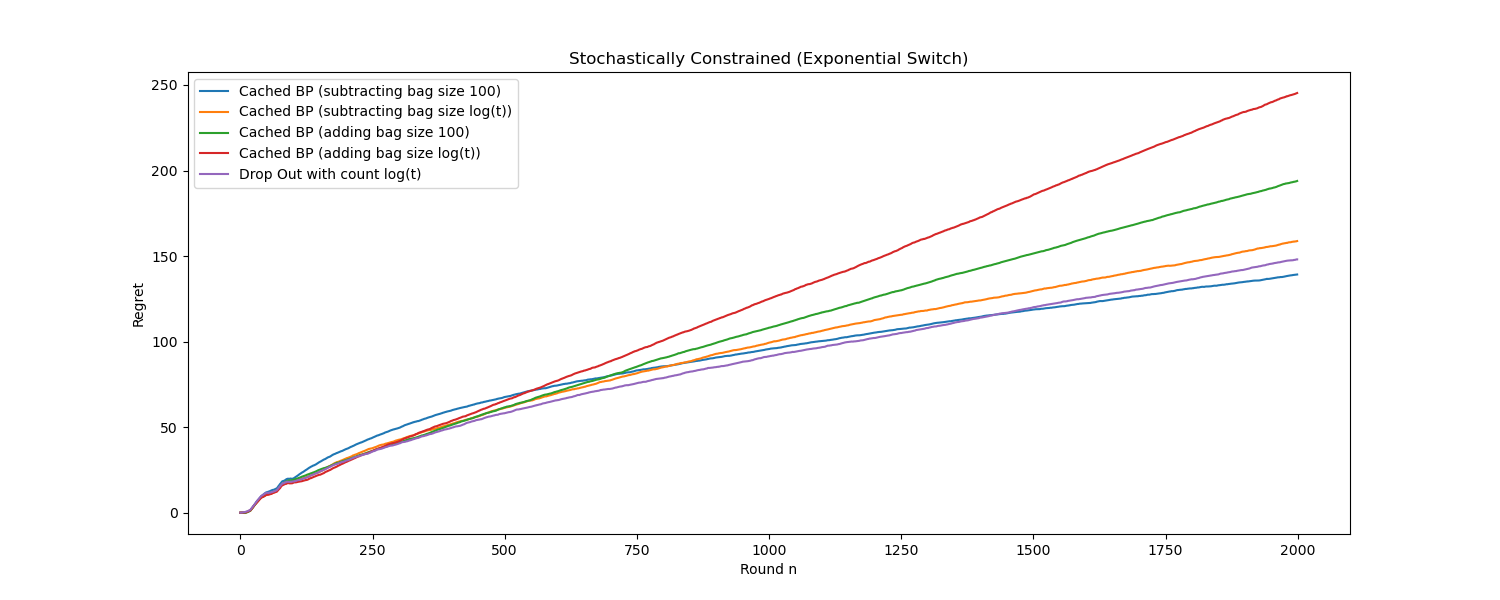 Stochastically Constrained (Exponential Switch)
Cached BP (subtracting bag size 100)
Cached BP (subtracting bag size log(t))
Cached BP (adding bag size 100)
Cached BP (adding bag size log(t))
Drop Out with count log(t)
250
200
150
100
50
0
Regret
0 250 500 750 1000 1250 1500 1750 2000
Round n